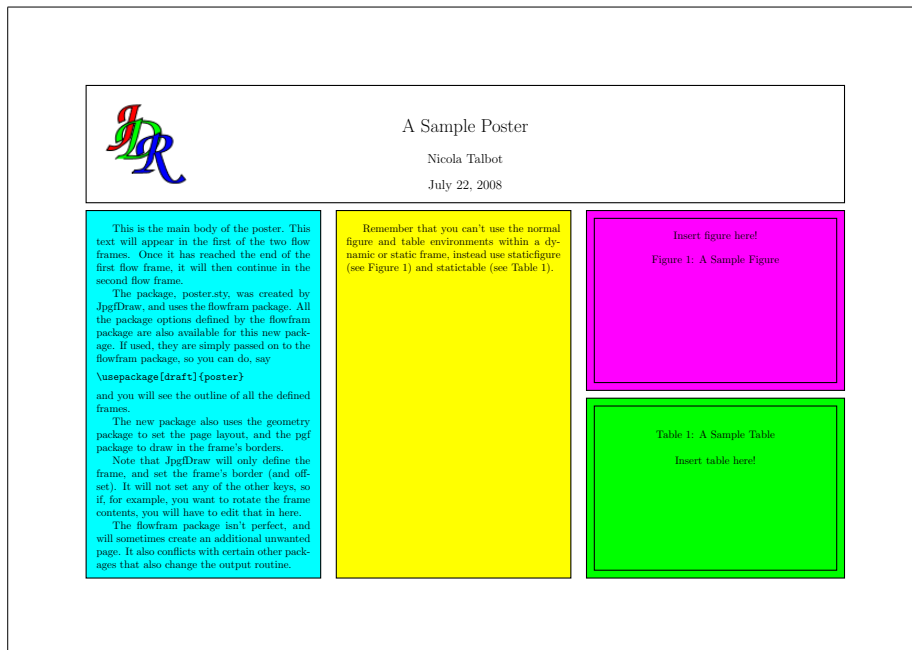 JDR
A Sample Poster
Nicola Talbot
July 22, 2008
This is the main body of the poster. This
text will appear in the first of the two flow
frames. Once it has reached the end of the
first flow frame, it will then continue in the
second flow frame.
The package, poster.sty, was created by
JpgfDraw, and uses the flowfram package. All
the package options defined by the flowfram
package are also available for this new pack-
age. If used, they are simply passed on to the
flowfram package, so you can do, say
\usepackage[draft]{poster}
and you will see the outline of all the defined
frames.
The new package also uses the geometry
package to set the page layout, and the pgf
package to draw in the frame's borders.
Note that JpgfDraw will only define the
frame, and set the frame's border (and off-
set). It will not set any of the other keys, so
if, for example, you want to rotate the frame
contents, you will have to edit that in here.
The flowfram package isn't perfect, and
will sometimes create an additional unwanted
page. It also conflicts with certain other pack-
ages that also change the output routine.
Remember that you can't use the normal
figure and table environments within a dy-
namic or static frame, instead use staticfigure
(see Figure 1) and statictable (see Table 1).
Insert figure here!
Figure 1: A Sample Figure
Table 1: A Sample Table
Insert table here!